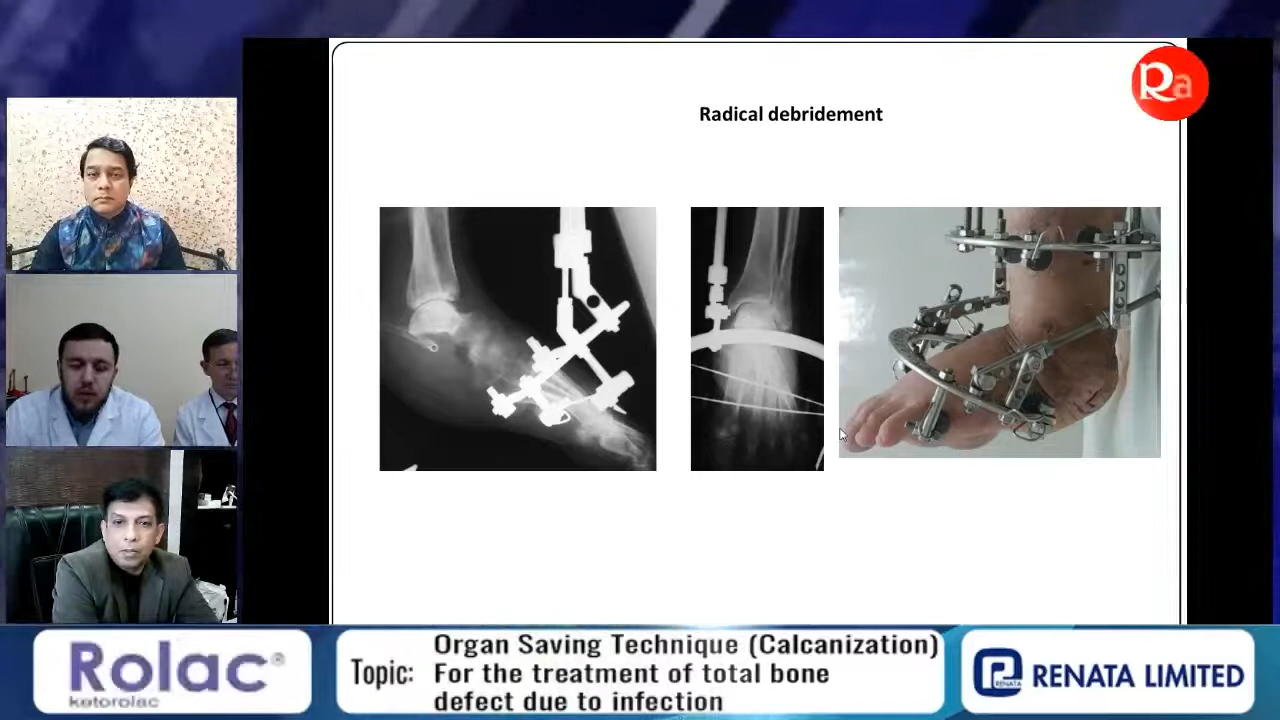 Ra
Radical debridement
Rolac®
ketorolac
Topic:
Organ Saving Technique (Calcanization)
For the treatment of total bone
defect due to infection
RENATA
RENATA LIMITED